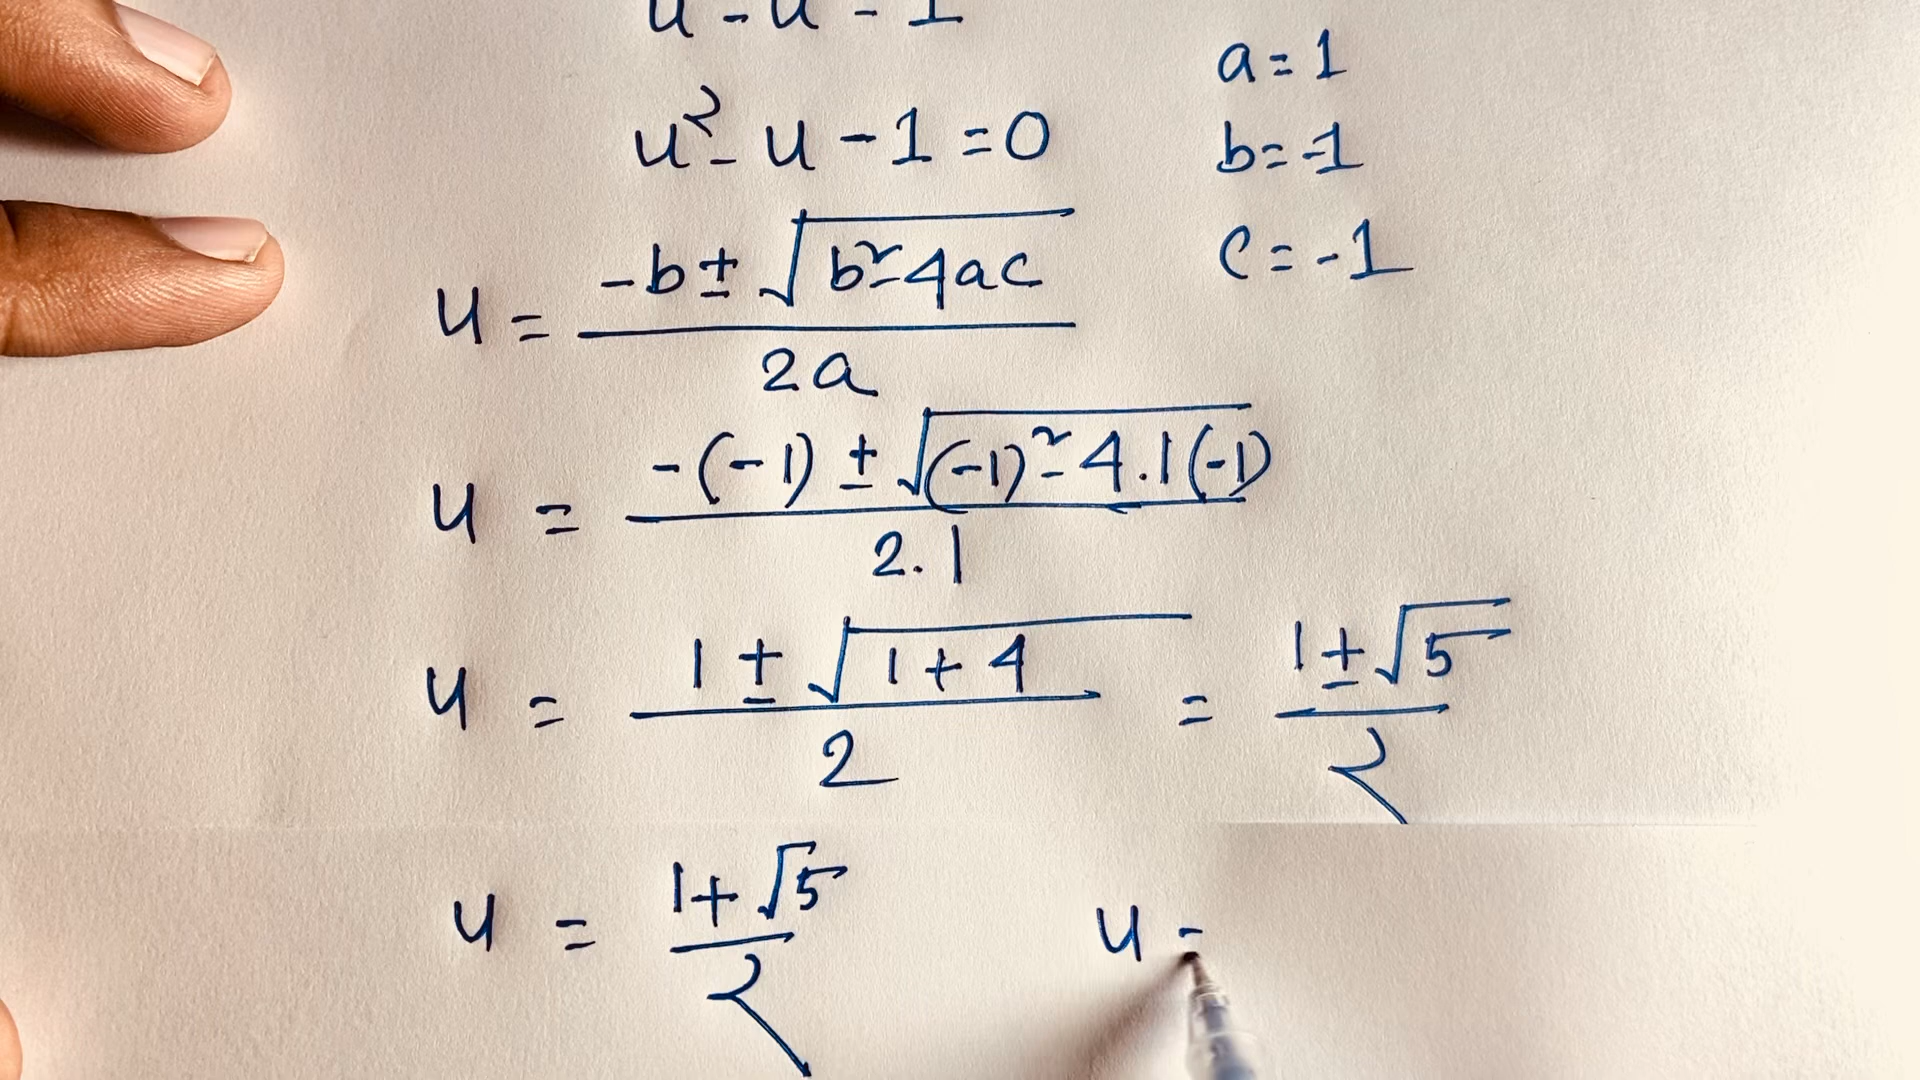 u - u - 1
a = 1
u² - u - 1 = 0
b = -1
c = -1
u = (-b ± √(b² - 4ac)) / 2a
u = (-(-1) ± √((-1)² - 4.1(-1))) / 2.1
u = (1 ± √(1 + 4)) / 2 = (1 ± √5) / 2
u = (1 + √5) / 2
u -